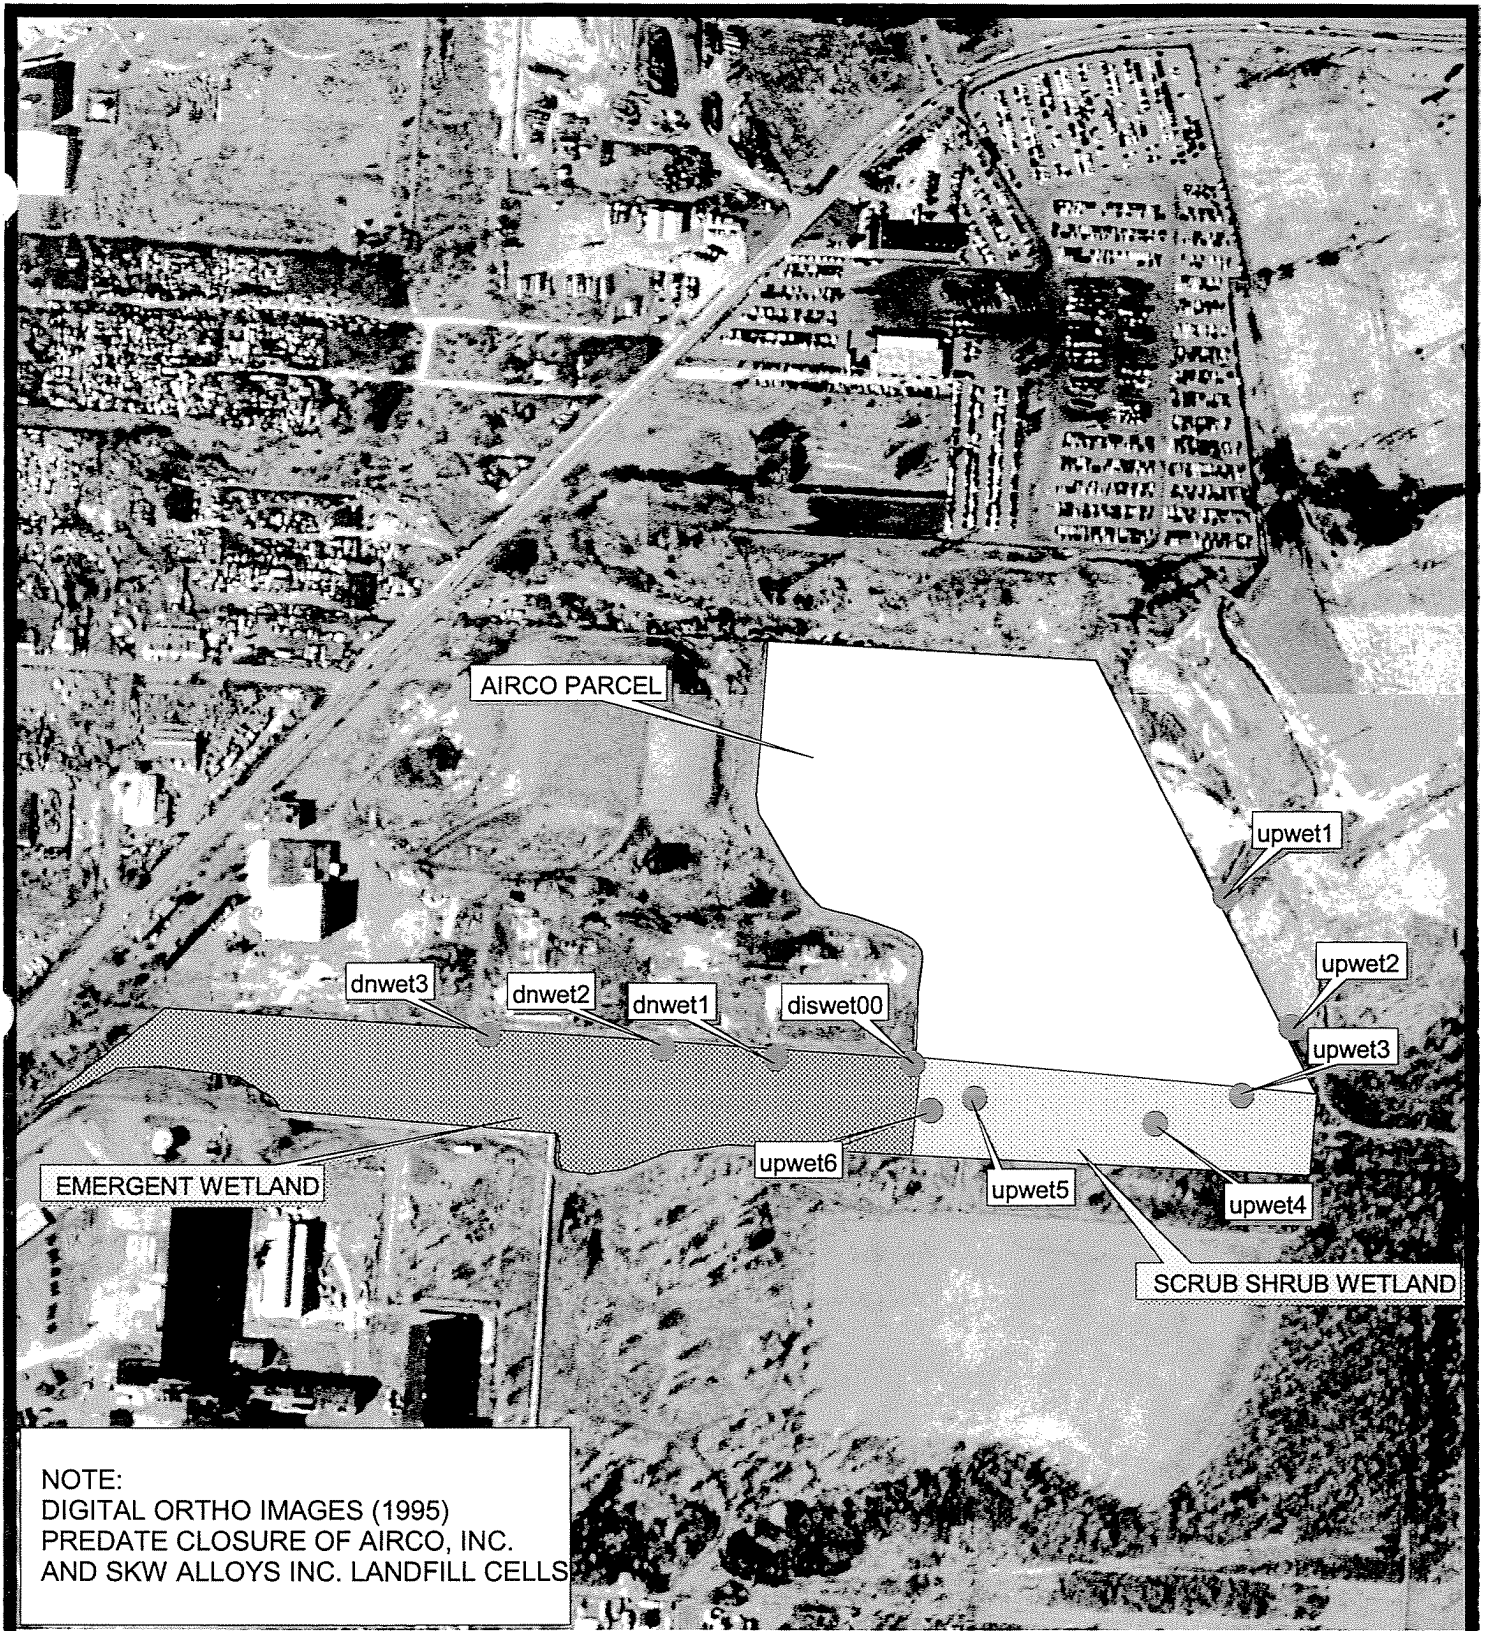 AIRCO PARCEL
upwet1
upwet2
dnwet3
dnwet2
dnwet1
diswet00
upwet3
upwet6
upwet5
upwet4
EMERGENT WETLAND
SCRUB SHRUB WETLAND
NOTE:
DIGITAL ORTHO IMAGES (1995)
PREDATE CLOSURE OF AIRCO, INC.
AND SKW ALLOYS INC. LANDFILL CELLS